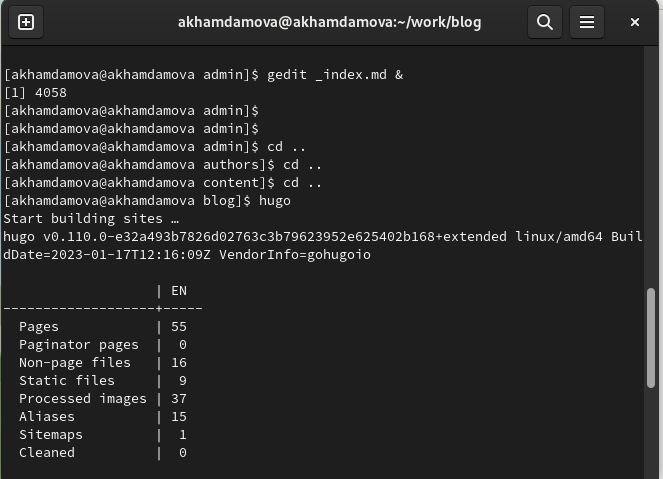 akhamdamova@akhamdamova:~/work/blog
[akhamdamova@akhamdamova admin]$ gedit _index.md &
[1] 4058
[akhamdamova@akhamdamova admin]$
[akhamdamova@akhamdamova admin]$
[akhamdamova@akhamdamova admin]$ cd ..
[akhamdamova@akhamdamova authors]$ cd ..
[akhamdamova@akhamdamova content]$ cd ..
[akhamdamova@akhamdamova blog]$ hugo
Start building sites …
hugo v0.110.0-e32a493b7826d02763c3b79623952e625402b168+extended linux/amd64 Buil
dDate=2023-01-17T12:16:09Z VendorInfo=gohugoio
                   | EN
-------------------+-----
  Pages            | 55
  Paginator pages  |  0
  Non-page files   | 16
  Static files     |  9
  Processed images | 37
  Aliases          | 15
  Sitemaps         |  1
  Cleaned          |  0